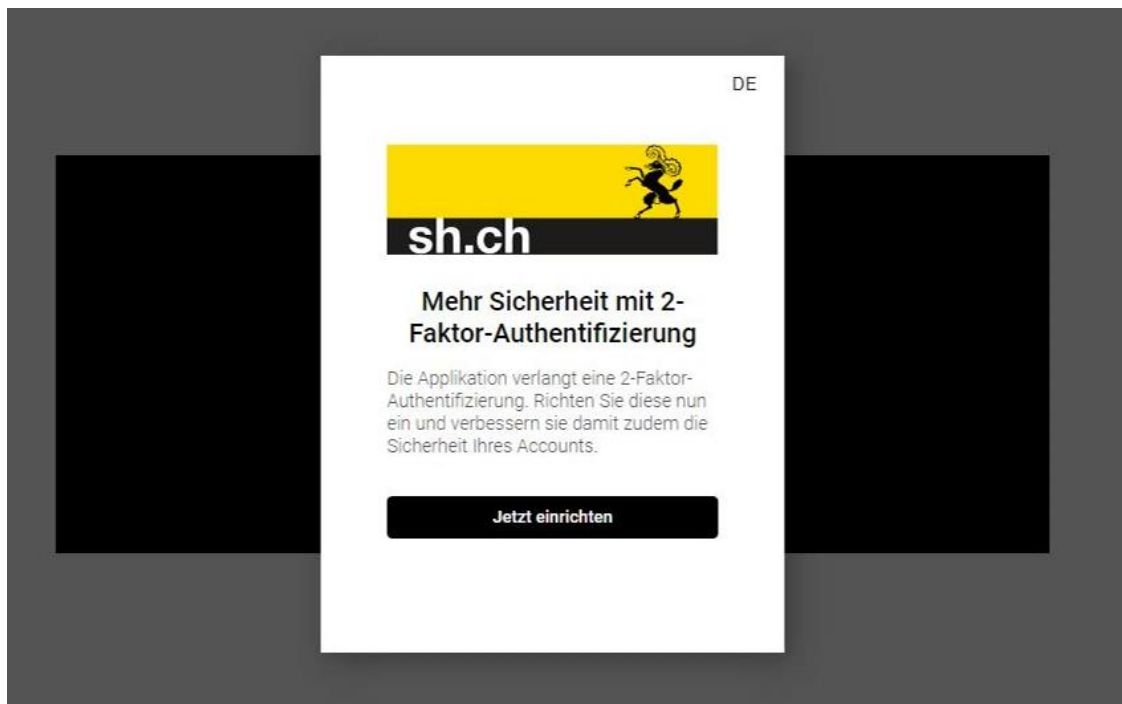 DE
sh.ch
Mehr Sicherheit mit 2-
Faktor-Authentifizierung
Die Applikation verlangt eine 2-Faktor-
Authentifizierung. Richten Sie diese nun
ein und verbessern sie damit zudem die
Sicherheit Ihres Accounts.
Jetzt einrichten